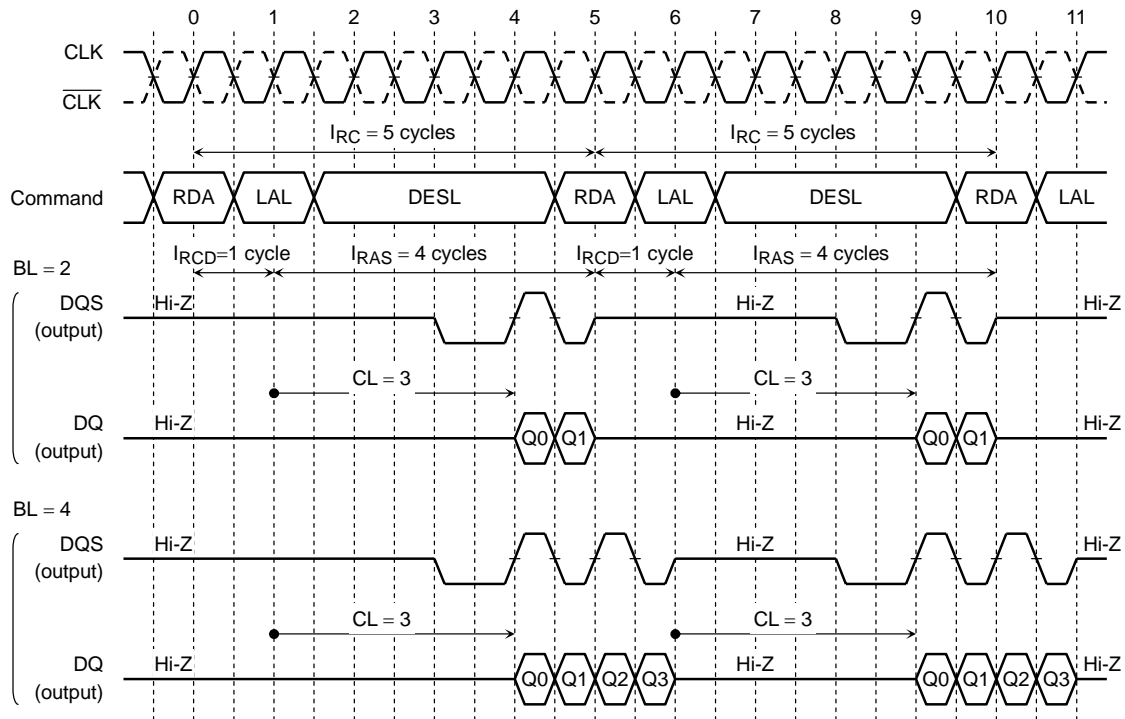 0 1 2 3 4 5 6 7 8 9 10 11
CLK
CLK
IRC = 5 cycles IRC = 5 cycles
Command RDA LAL DESL RDA LAL DESL RDA LAL
IRCD=1 cycle IRAS = 4 cycles IRCD=1 cycle IRAS = 4 cycles
BL = 2
DQS Hi-Z Hi-Z Hi-Z
(output)
CL = 3 CL = 3
DQ Hi-Z Q0 Q1 Hi-Z Q0 Q1 Hi-Z
(output)
BL = 4
DQS Hi-Z Hi-Z Hi-Z
(output)
CL = 3 CL = 3
DQ Hi-Z Q0 Q1 Q2 Q3 Hi-Z Q0 Q1 Q2 Q3 Hi-Z
(output)